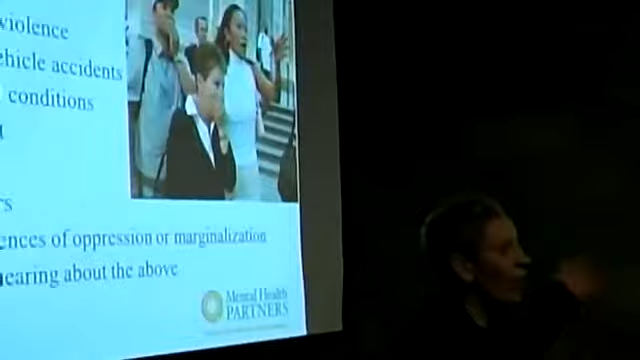 violence
ehicle accidents
conditions
rs
ences of oppression or marginalization
hearing about the above
Mental Health
PARTNERS